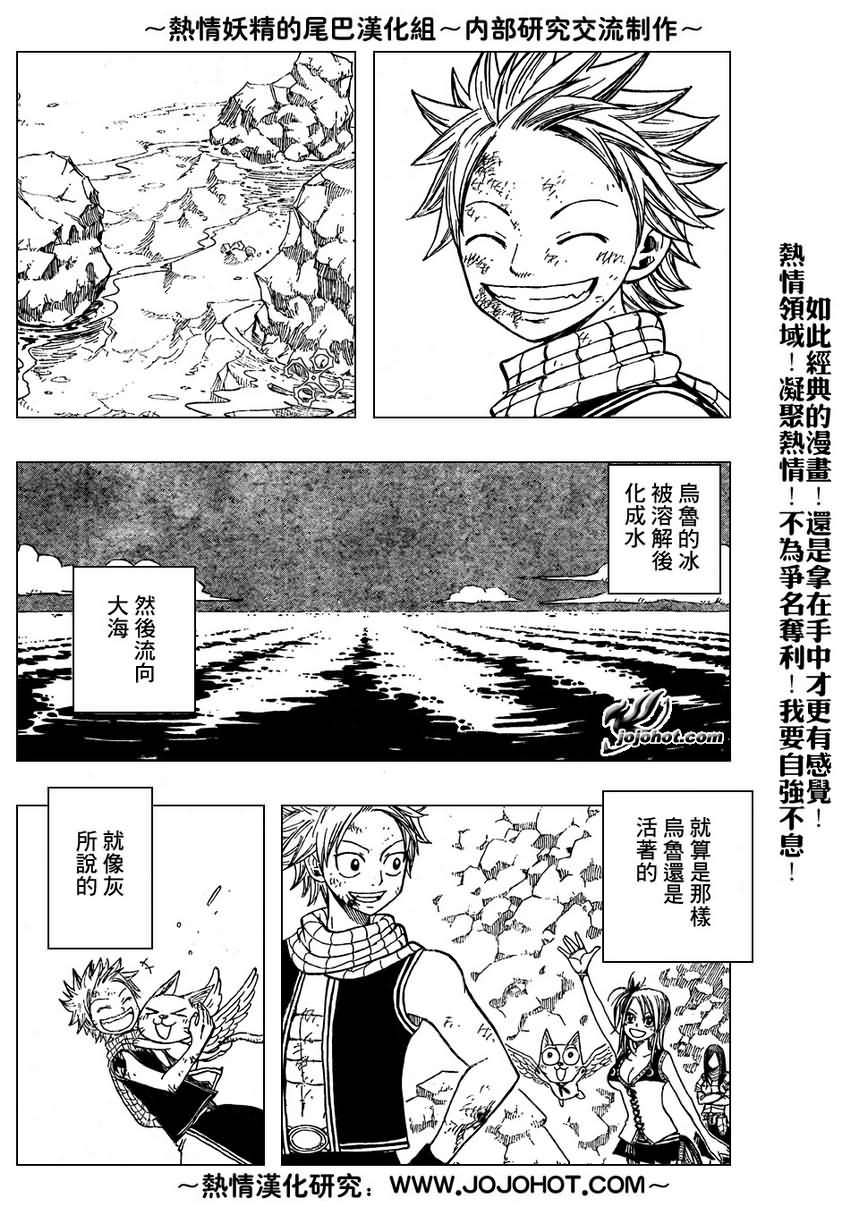 ～熱情妖精的尾巴漢化組～内部研究交流制作～
如此經典的漫畫！還是拿在手中才更有感覺！
熱情領域！凝聚熱情！不為爭名奪利！我要自強不息！
烏魯的冰
被溶解後
化成水
然後流向
大海
jojohot.com
就算是那樣
烏魯還是
活著的
就像灰
所說的
～熱情漢化研究：WWW.JOJOHOT.COM～